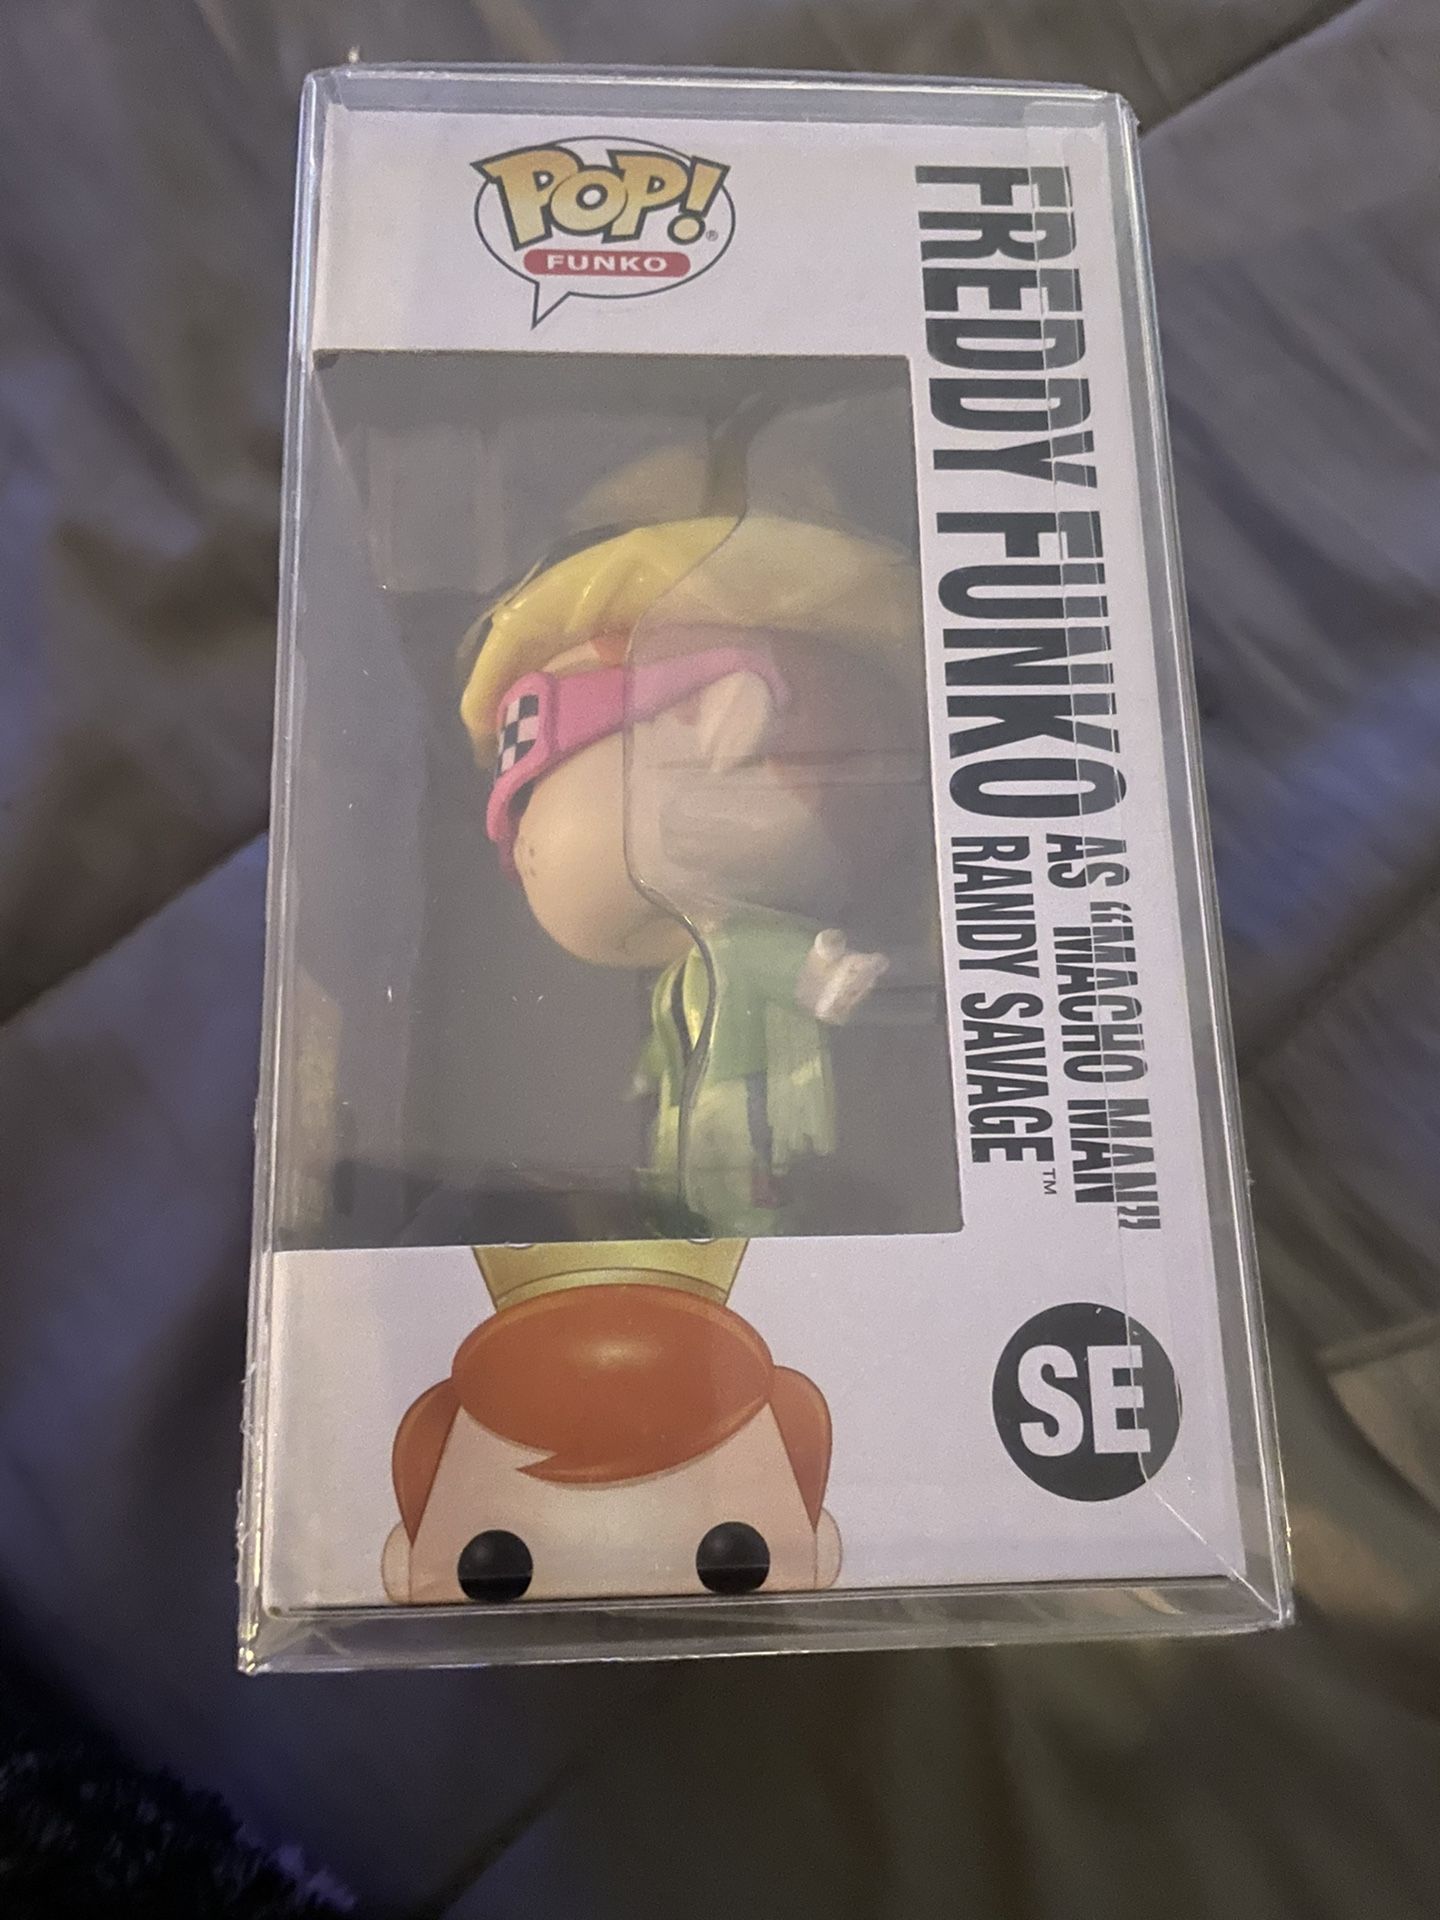 POP!®
FUNKO
FREDDY FUNKO
AS "MACHO MAN"
RANDY SAVAGE™
SE